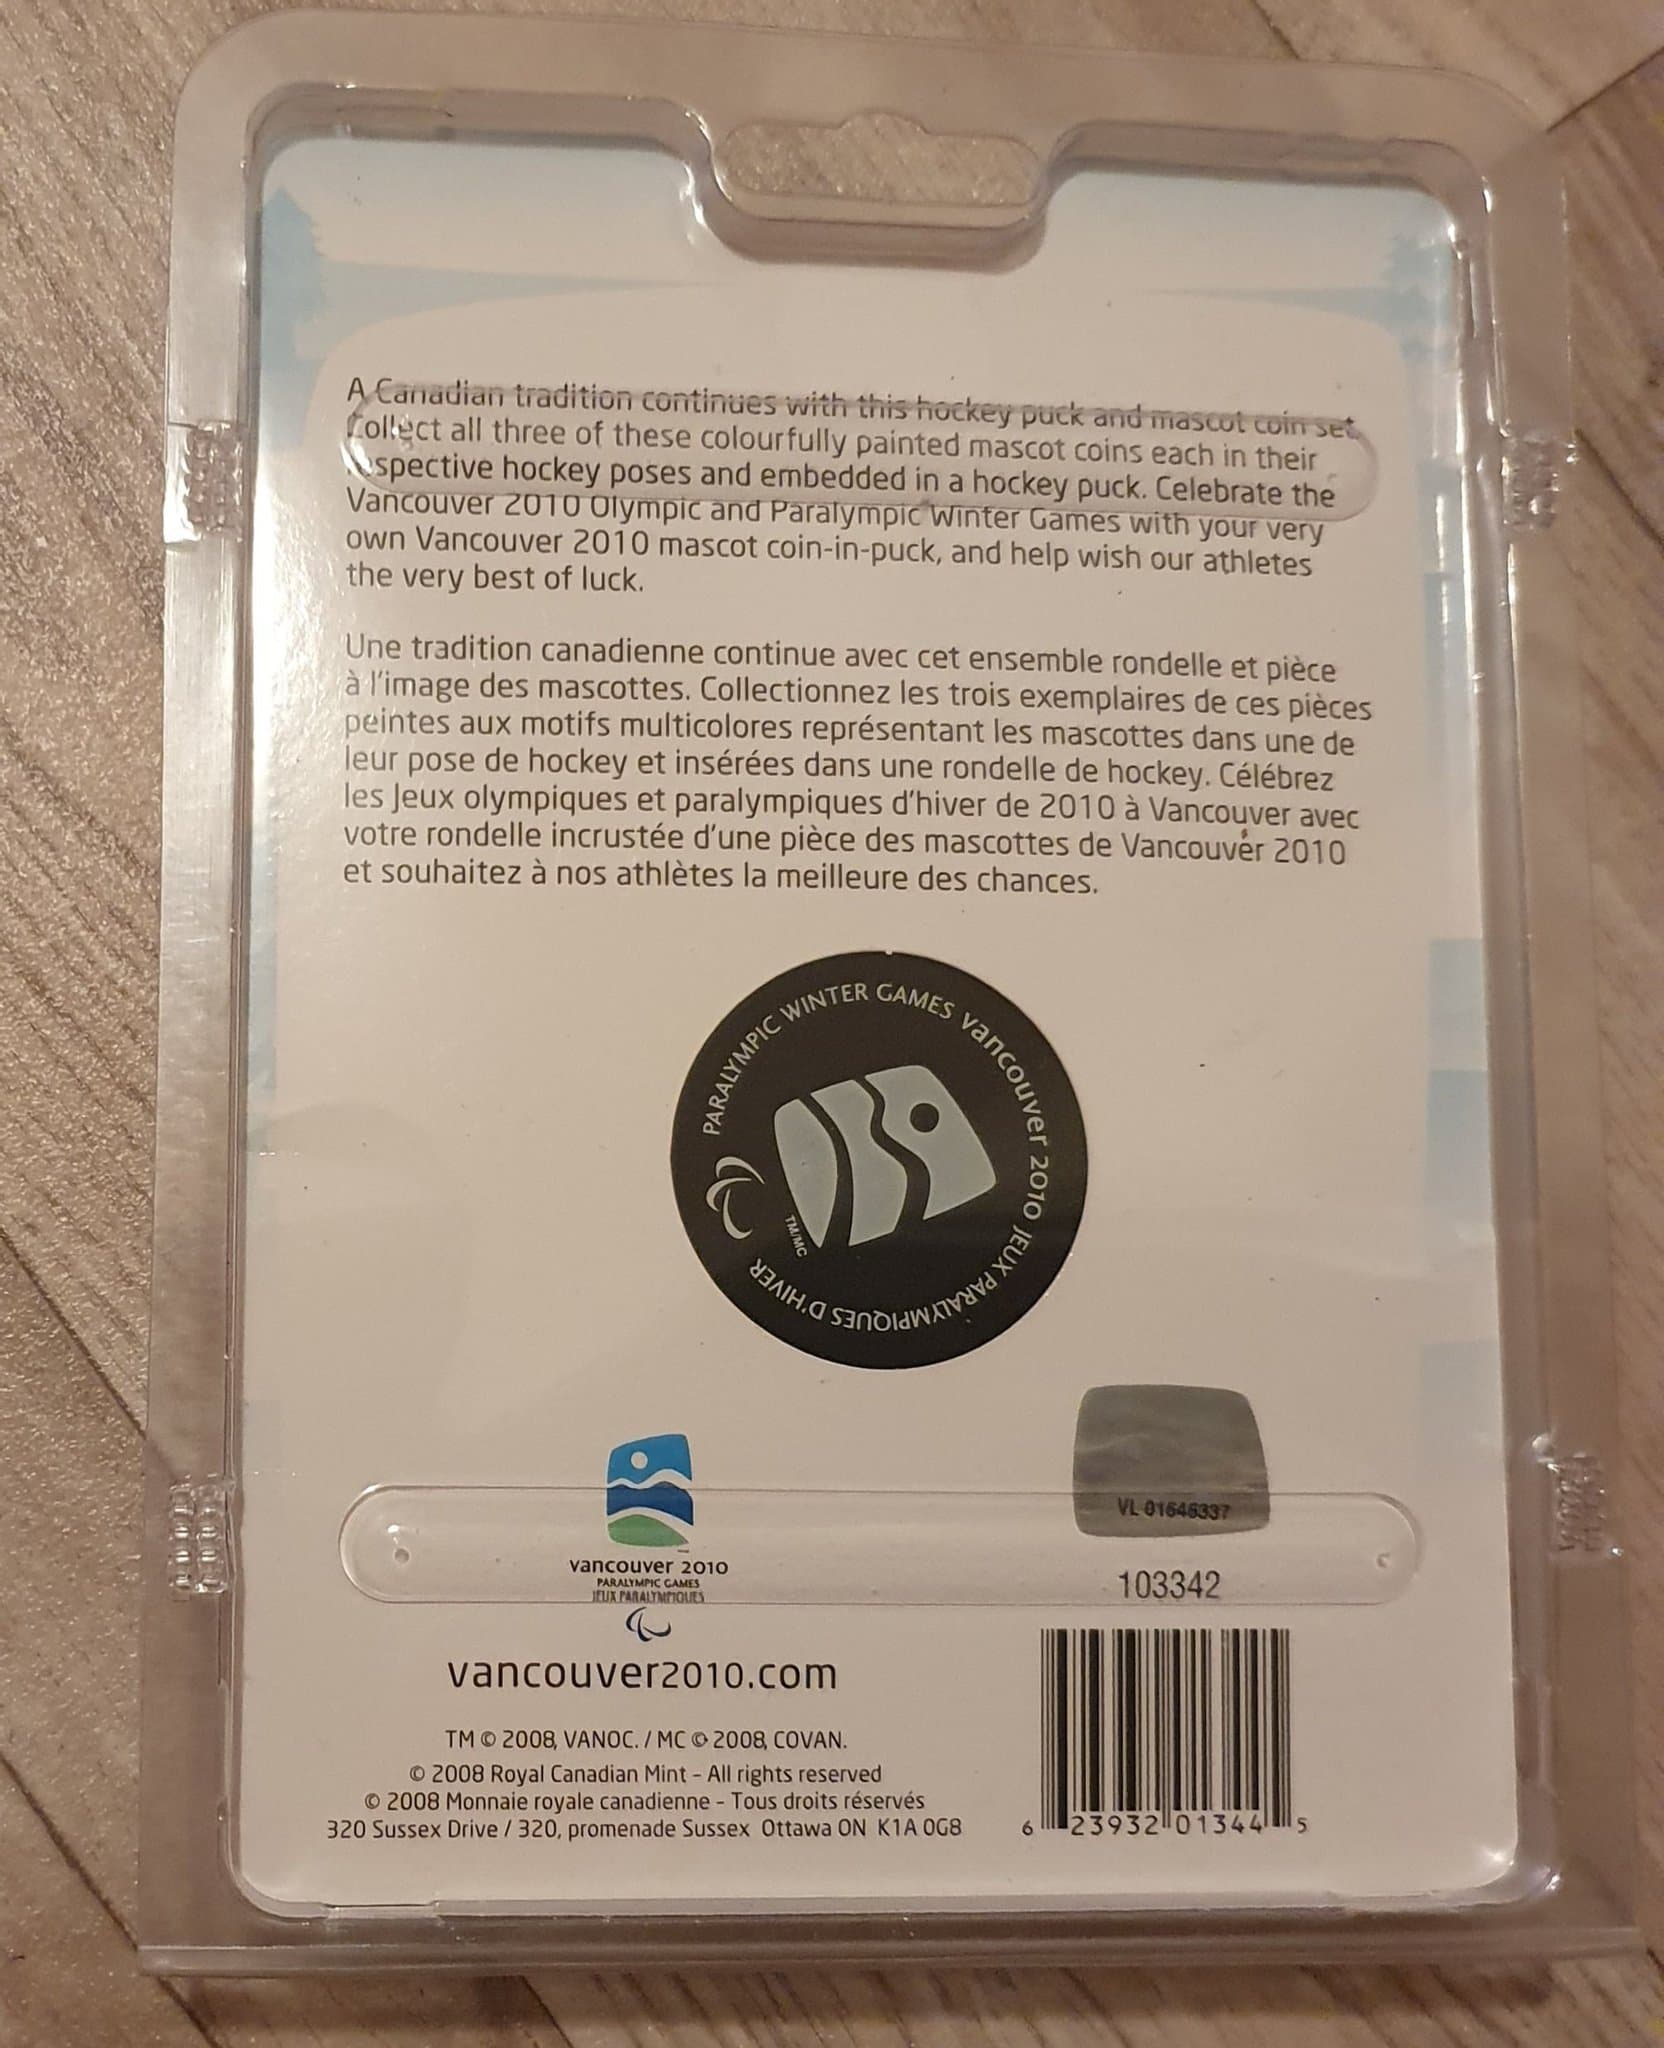 A Canadian tradition continues with this hockey puck and mascot coin set.
Collect all three of these colourfully painted mascot coins each in their
respective hockey poses and embedded in a hockey puck. Celebrate the
Vancouver 2010 Olympic and Paralympic Winter Games with your very
own Vancouver 2010 mascot coin-in-puck, and help wish our athletes
the very best of luck.
Une tradition canadienne continue avec cet ensemble rondelle et pièce
à l'image des mascottes. Collectionnez les trois exemplaires de ces pièces
peintes aux motifs multicolores représentant les mascottes dans une de
leur pose de hockey et insérées dans une rondelle de hockey. Célébrez
les Jeux olympiques et paralympiques d'hiver de 2010 à Vancouver avec
votre rondelle incrustée d'une pièce des mascottes de Vancouver 2010
et souhaitez à nos athlètes la meilleure des chances.
PARALYMPIC WINTER GAMES vancouver 2010 JEUX PARALYMPIQUES D'HIVER
TM/MC
VL 01646337
103342
vancouver 2010
PARALYMPIC GAMES
JEUX PARALYMPIQUES
vancouver2010.com
TM © 2008, VANOC. / MC © 2008, COVAN.
© 2008 Royal Canadian Mint - All rights reserved
© 2008 Monnaie royale canadienne - Tous droits réservés
320 Sussex Drive / 320, promenade Sussex Ottawa ON K1A 0G8
6 23932 01344 5